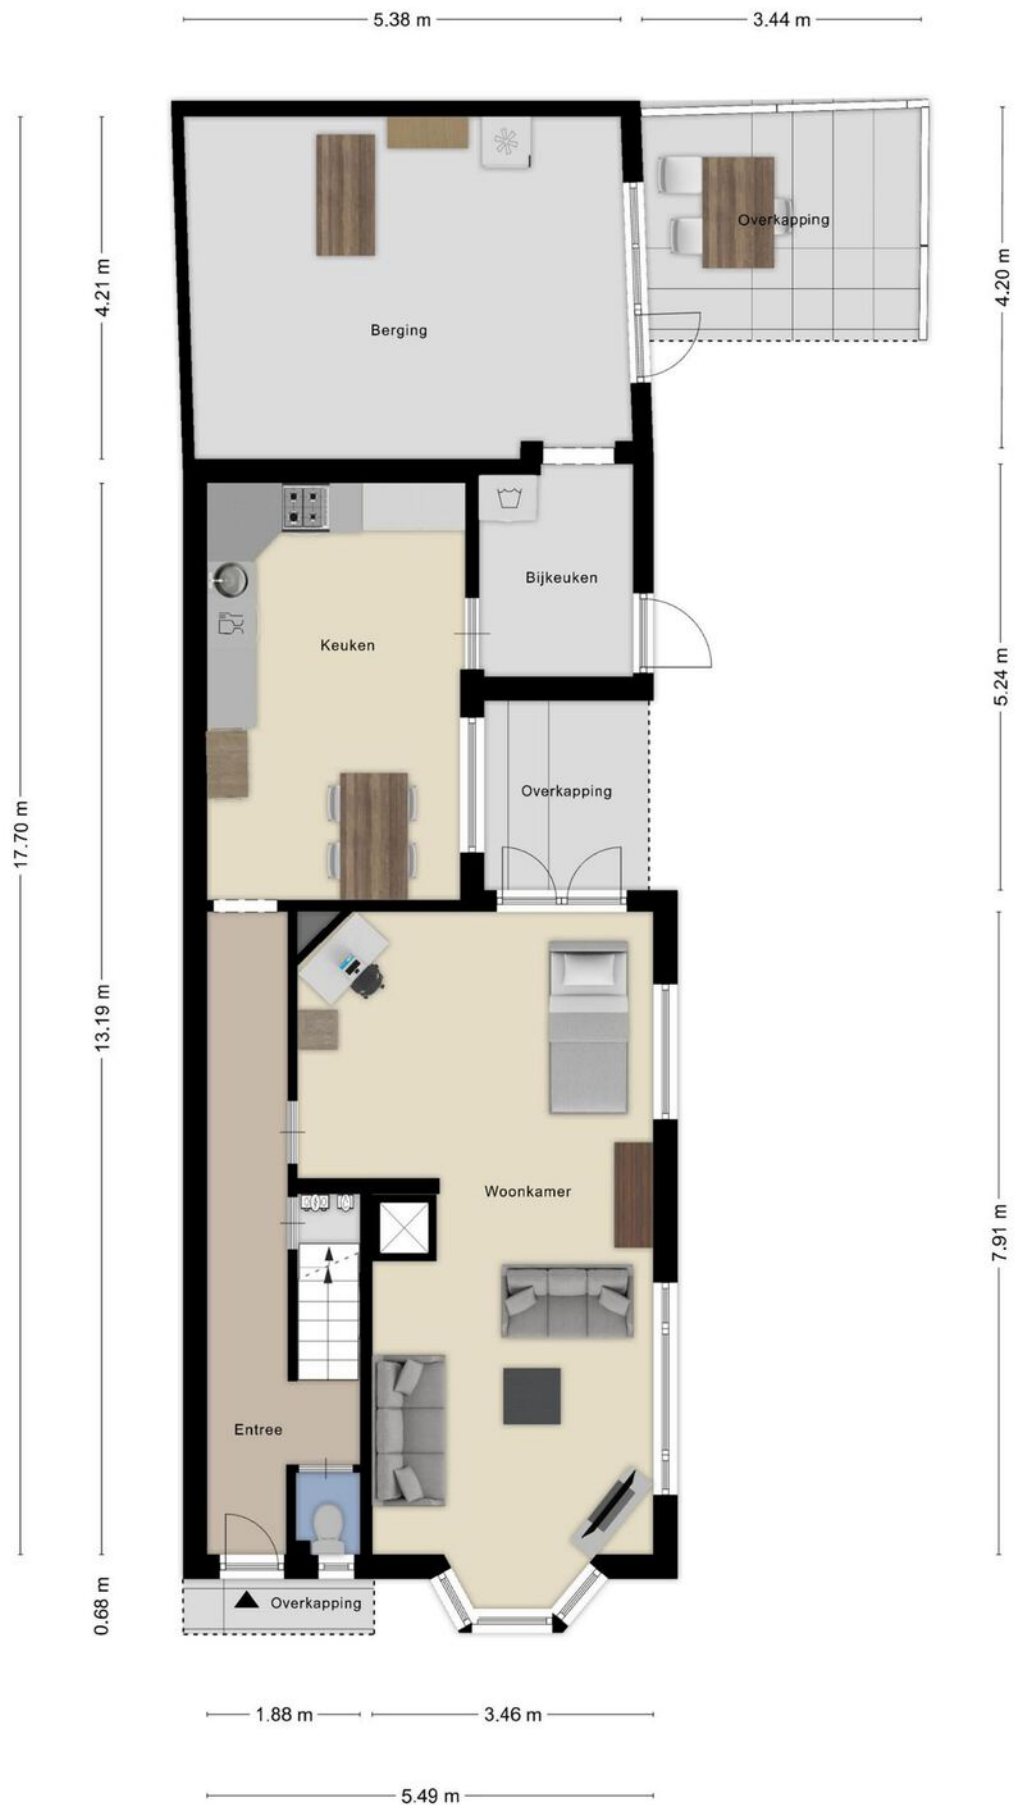 5.38 m
3.44 m
Overkapping
4.21 m
4.20 m
Berging
Bijkeuken
Keuken
5.24 m
Overkapping
17.70 m
13.19 m
Woonkamer
7.91 m
Entree
0.68 m
Overkapping
1.88 m
3.46 m
5.49 m